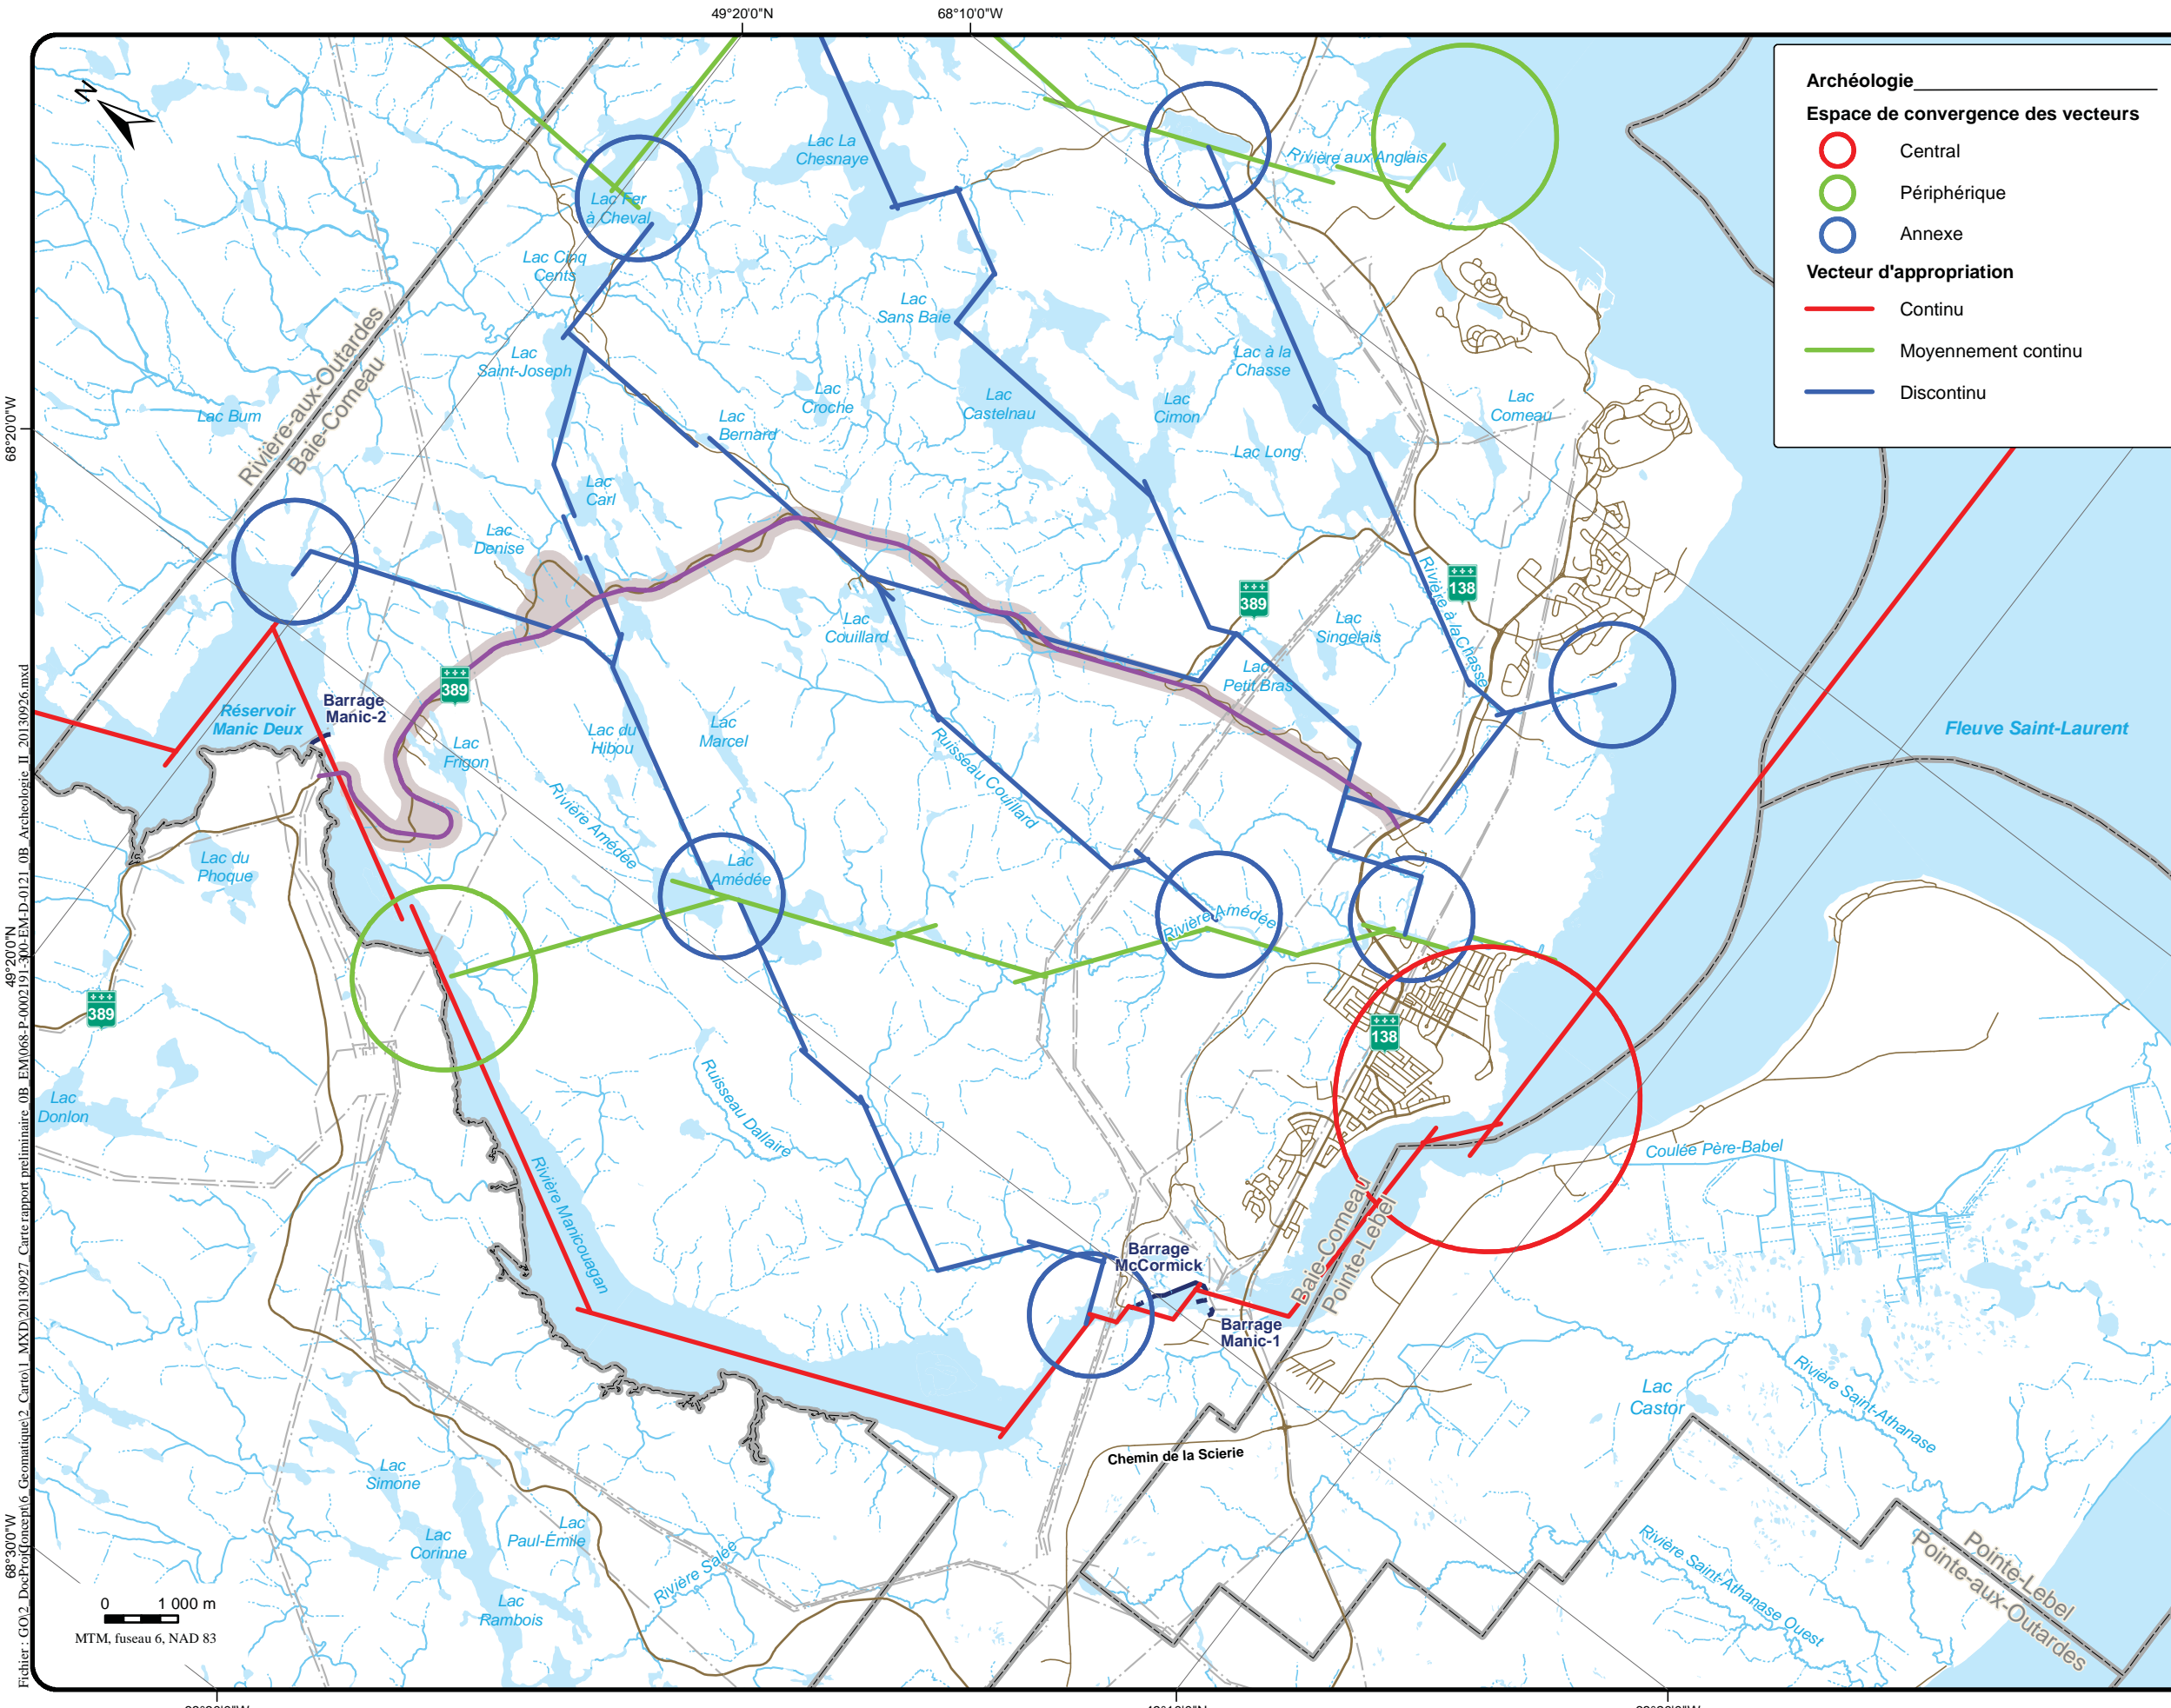 49°20'0"N
68°10'0"W
N
Archéologie
Espace de convergence des vecteurs
Central
Périphérique
Annexe
Vecteur d'appropriation
Continu
Moyennement continu
Discontinu
Lac La
Chesnaye
Rivière aux Anglais
Lac Fer
à Cheval
Lac Cinq
Cents
Lac
Sans Baie
Rivière-aux-Outardes
Baie-Comeau
Lac
Saint-Joseph
Lac à la
Chasse
Lac
Croche
Lac
Castelnau
Lac
Cimon
Lac
Comeau
68°20'0"W
Lac Bum
Lac
Bernard
Lac Long
Lac
Carl
Lac
Denise
389
138
Rivière à la Chasse
Lac
Couillard
Lac
Singelais
Lac
Petit Bras
389
Réservoir
Manic Deux
Barrage
Manic-2
Lac
Frigon
Lac du
Hibou
Lac
Marcel
Fleuve Saint-Laurent
Ruisseau Couillard
Rivière Amédée
Lac du
Phoque
Lac
Amédée
Rivière Amédée
49°20'0"N
389
138
Lac
Donlon
Ruisseau Dallaire
Coulée Père-Babel
Rivière Manicouagan
Baie-Comeau
Pointe-Lebel
Barrage
McCormick
Barrage
Manic-1
Lac
Castor
Rivière Saint-Athanase
Chemin de la Scierie
Lac
Simone
Lac
Corinne
Lac
Paul-Émile
Rivière Salée
Lac
Rambois
Rivière Saint-Athanase Ouest
Pointe-Lebel
Pointe-aux-Outardes
68°30'0"W
0 1 000 m
MTM, fuseau 6, NAD 83